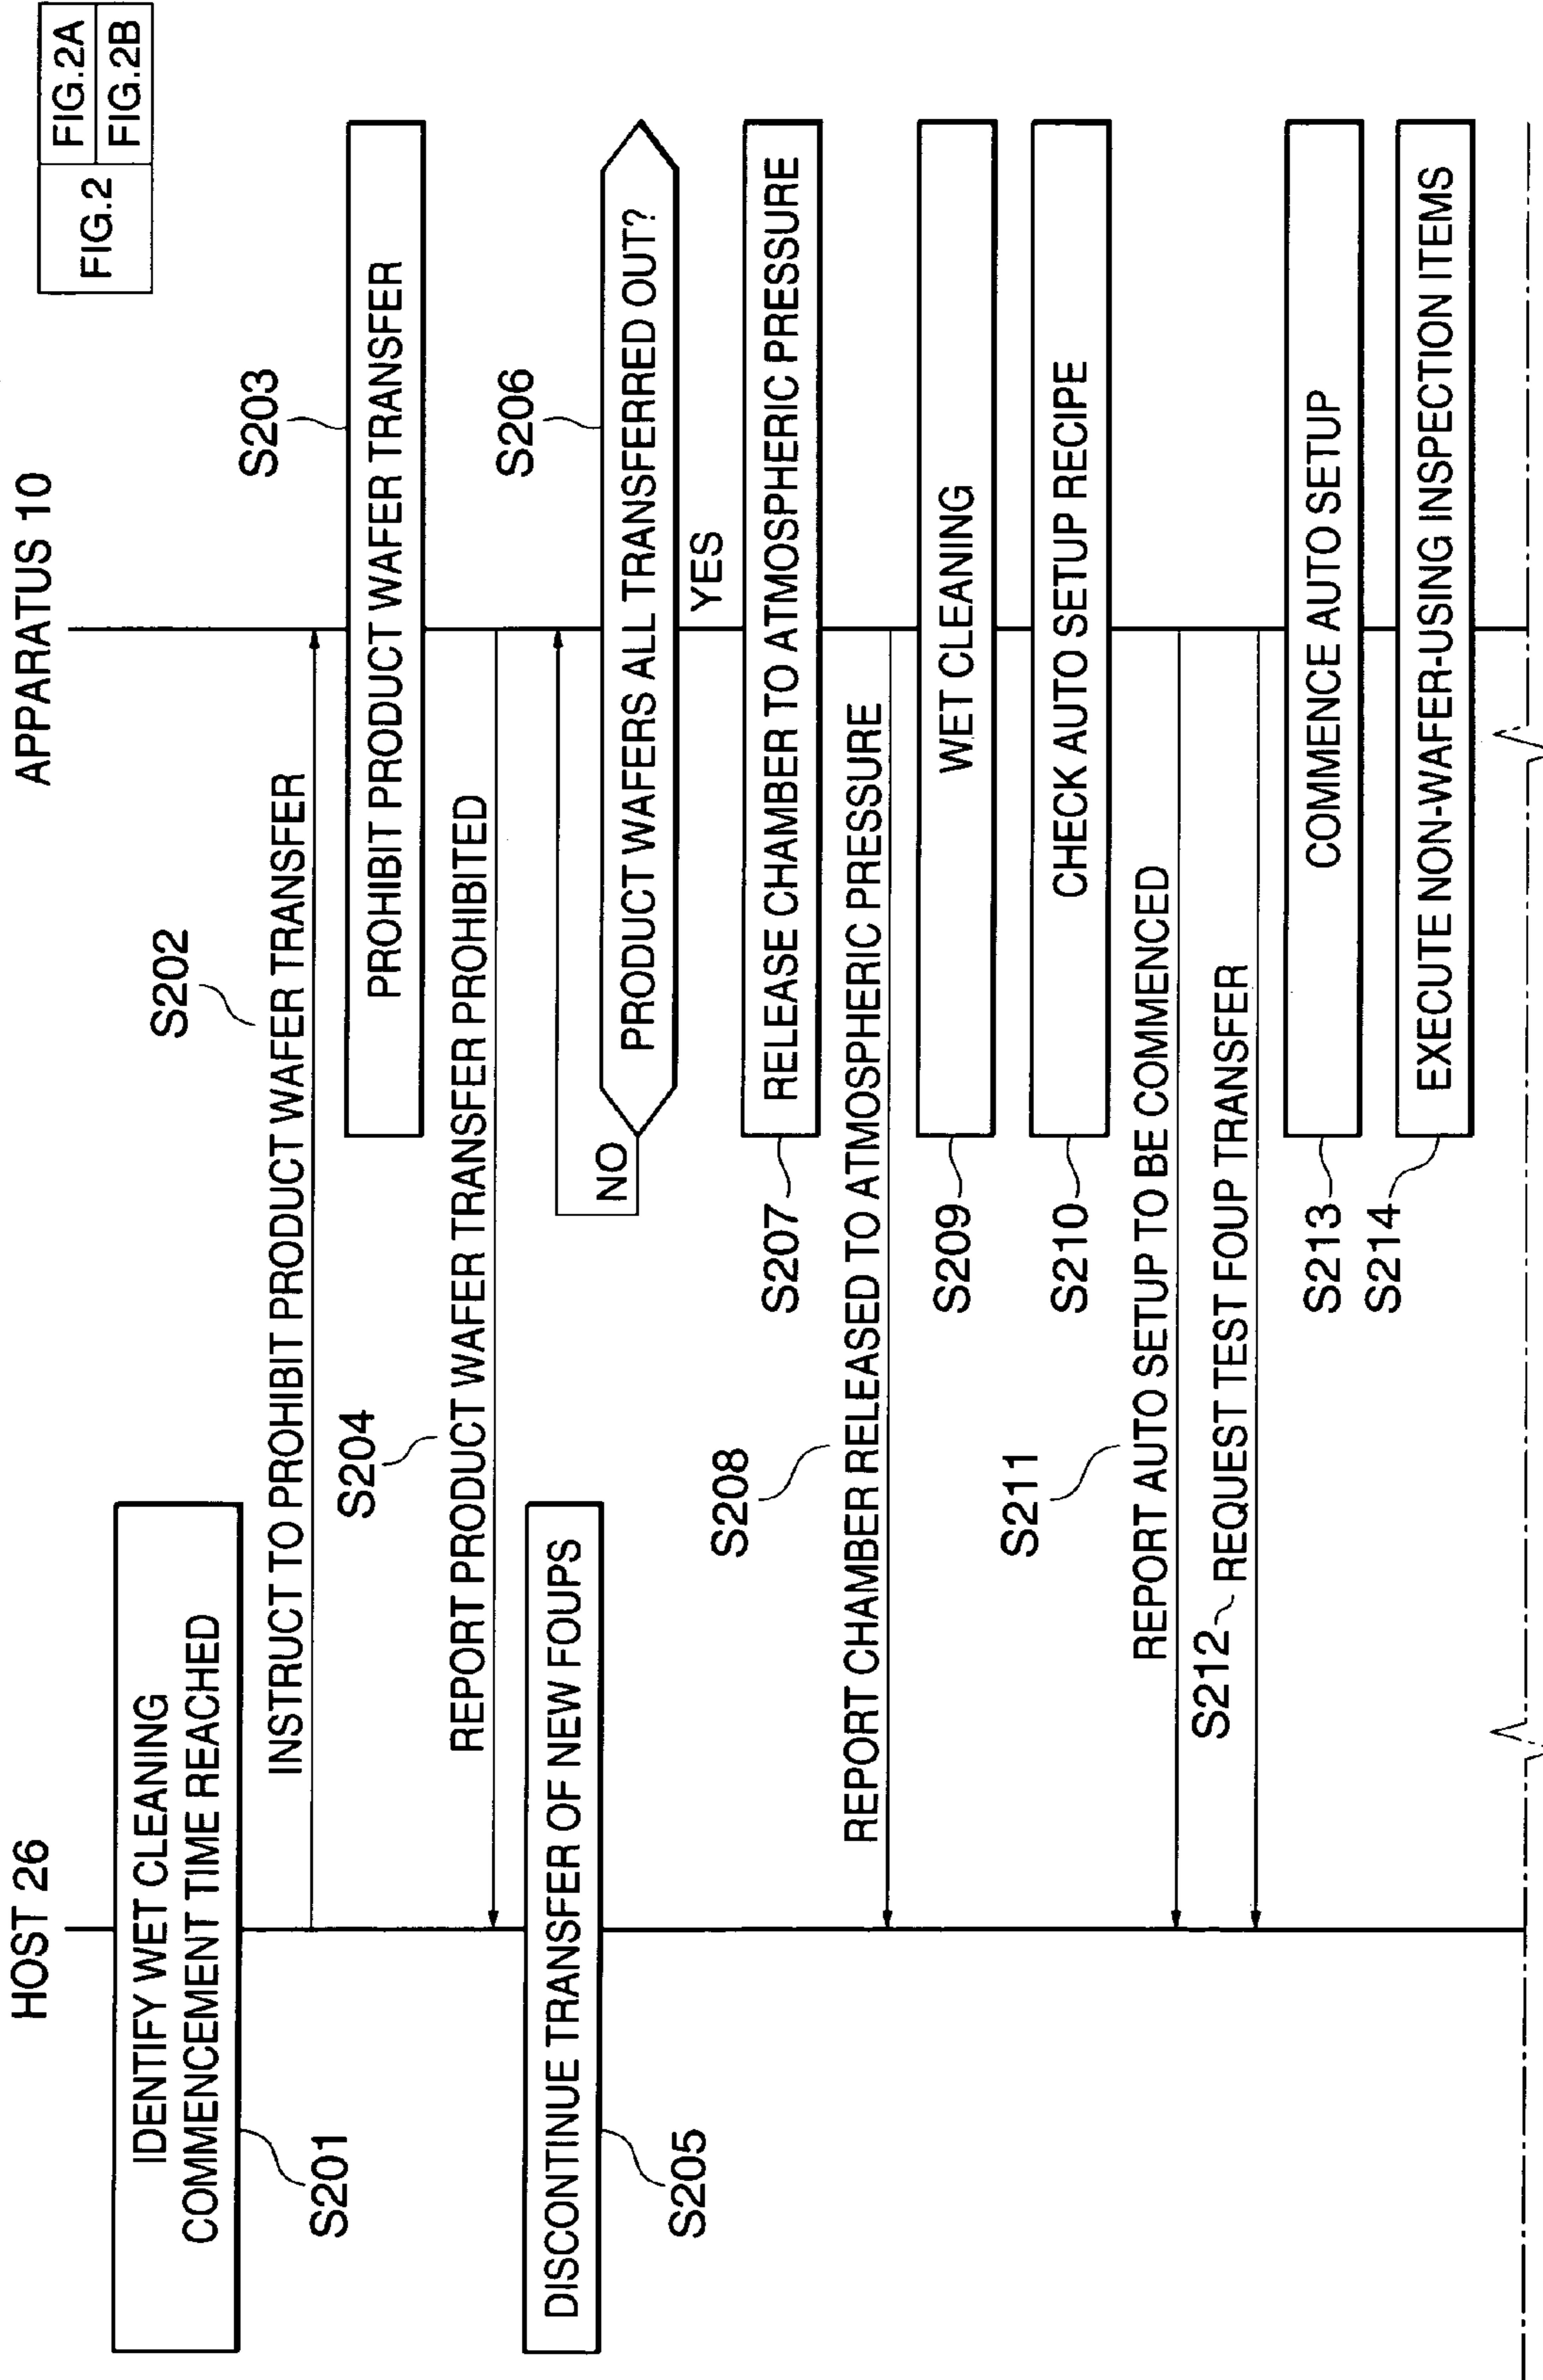 FIG.2
FIG.2A
FIG.2B
HOST 26
APPARATUS 10
IDENTIFY WET CLEANING
COMMENCEMENT TIME REACHED
S201
S202
INSTRUCT TO PROHIBIT PRODUCT WAFER TRANSFER
S203
PROHIBIT PRODUCT WAFER TRANSFER
S204
REPORT PRODUCT WAFER TRANSFER PROHIBITED
DISCONTINUE TRANSFER OF NEW FOUPS
S205
S206
PRODUCT WAFERS ALL TRANSFERRED OUT?
NO
YES
S207
RELEASE CHAMBER TO ATMOSPHERIC PRESSURE
S208
REPORT CHAMBER RELEASED TO ATMOSPHERIC PRESSURE
S209
WET CLEANING
S210
CHECK AUTO SETUP RECIPE
S211
REPORT AUTO SETUP TO BE COMMENCED
S212
REQUEST TEST FOUP TRANSFER
S213
COMMENCE AUTO SETUP
S214
EXECUTE NON-WAFER-USING INSPECTION ITEMS